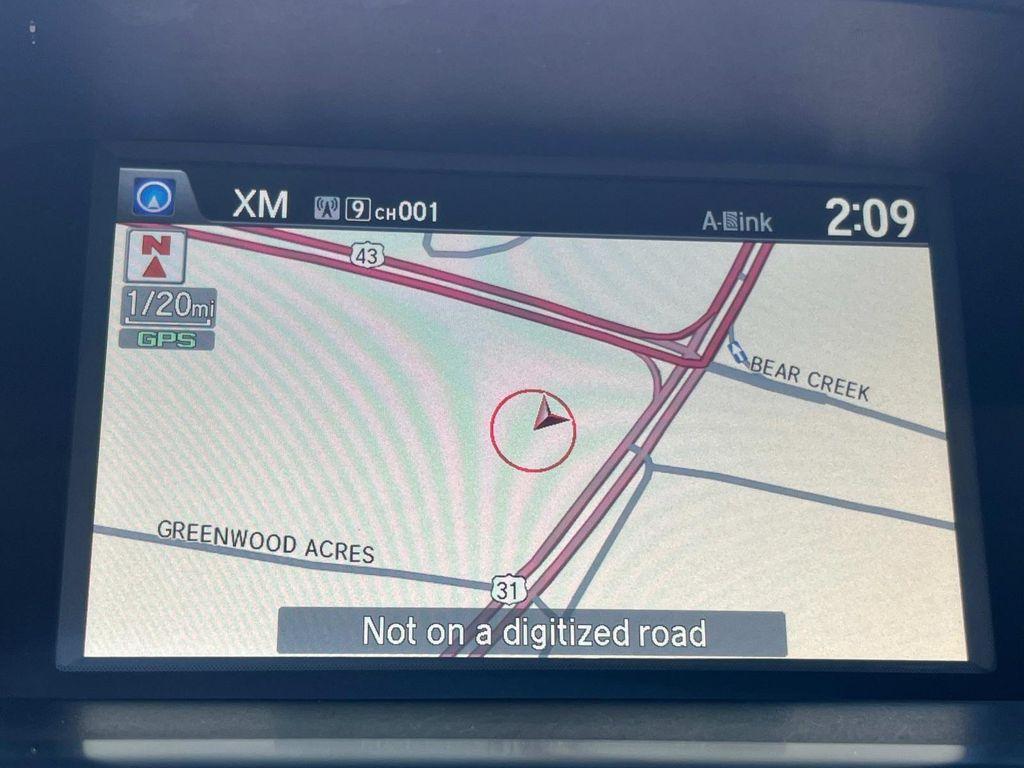 XM 9 CH001 A-Link 2:09
N
43
1/20mi
GPS
BEAR CREEK
GREENWOOD ACRES
31
Not on a digitized road